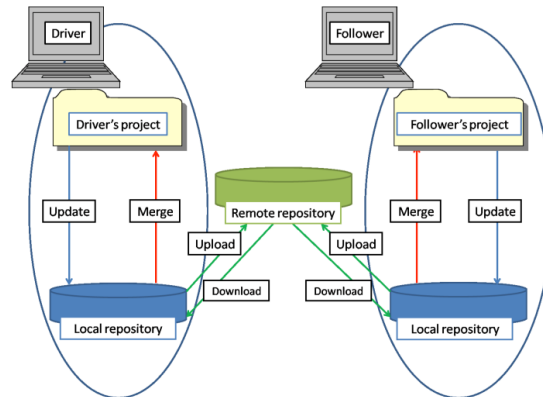 Driver
Follower
Driver's project
Follower's project
Update
Merge
Remote repository
Merge
Update
Upload
Upload
Download
Download
Local repository
Local repository